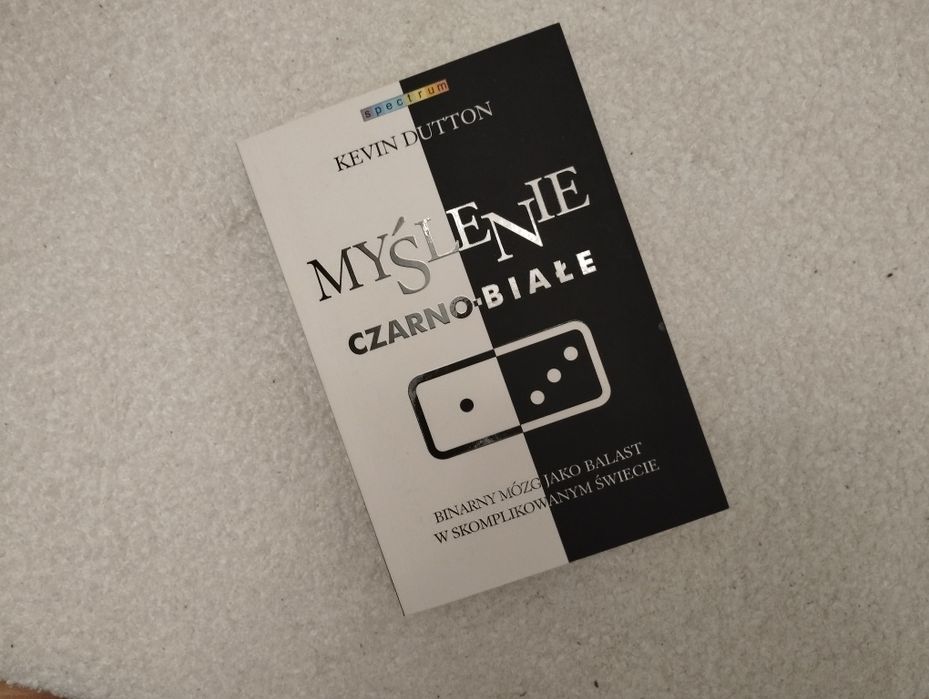 spectrum
KEVIN DUTTON
MYŚLENIE
CZARNO-BIAŁE
BINARNY MÓZG JAKO BALAST
W SKOMPLIKOWANYM ŚWIECIE